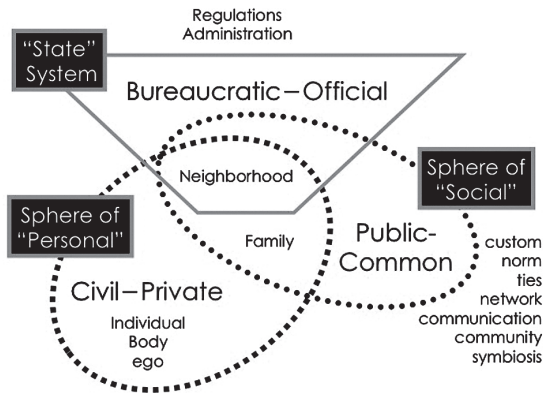 Regulations
Administration
“State”
System
Bureaucratic–Official
Neighborhood
Sphere of
“Social”
Sphere of
“Personal”
Family
Public-
Common
Civil–Private
Individual
Body
ego
custom
norm
ties
network
communication
community
symbiosis